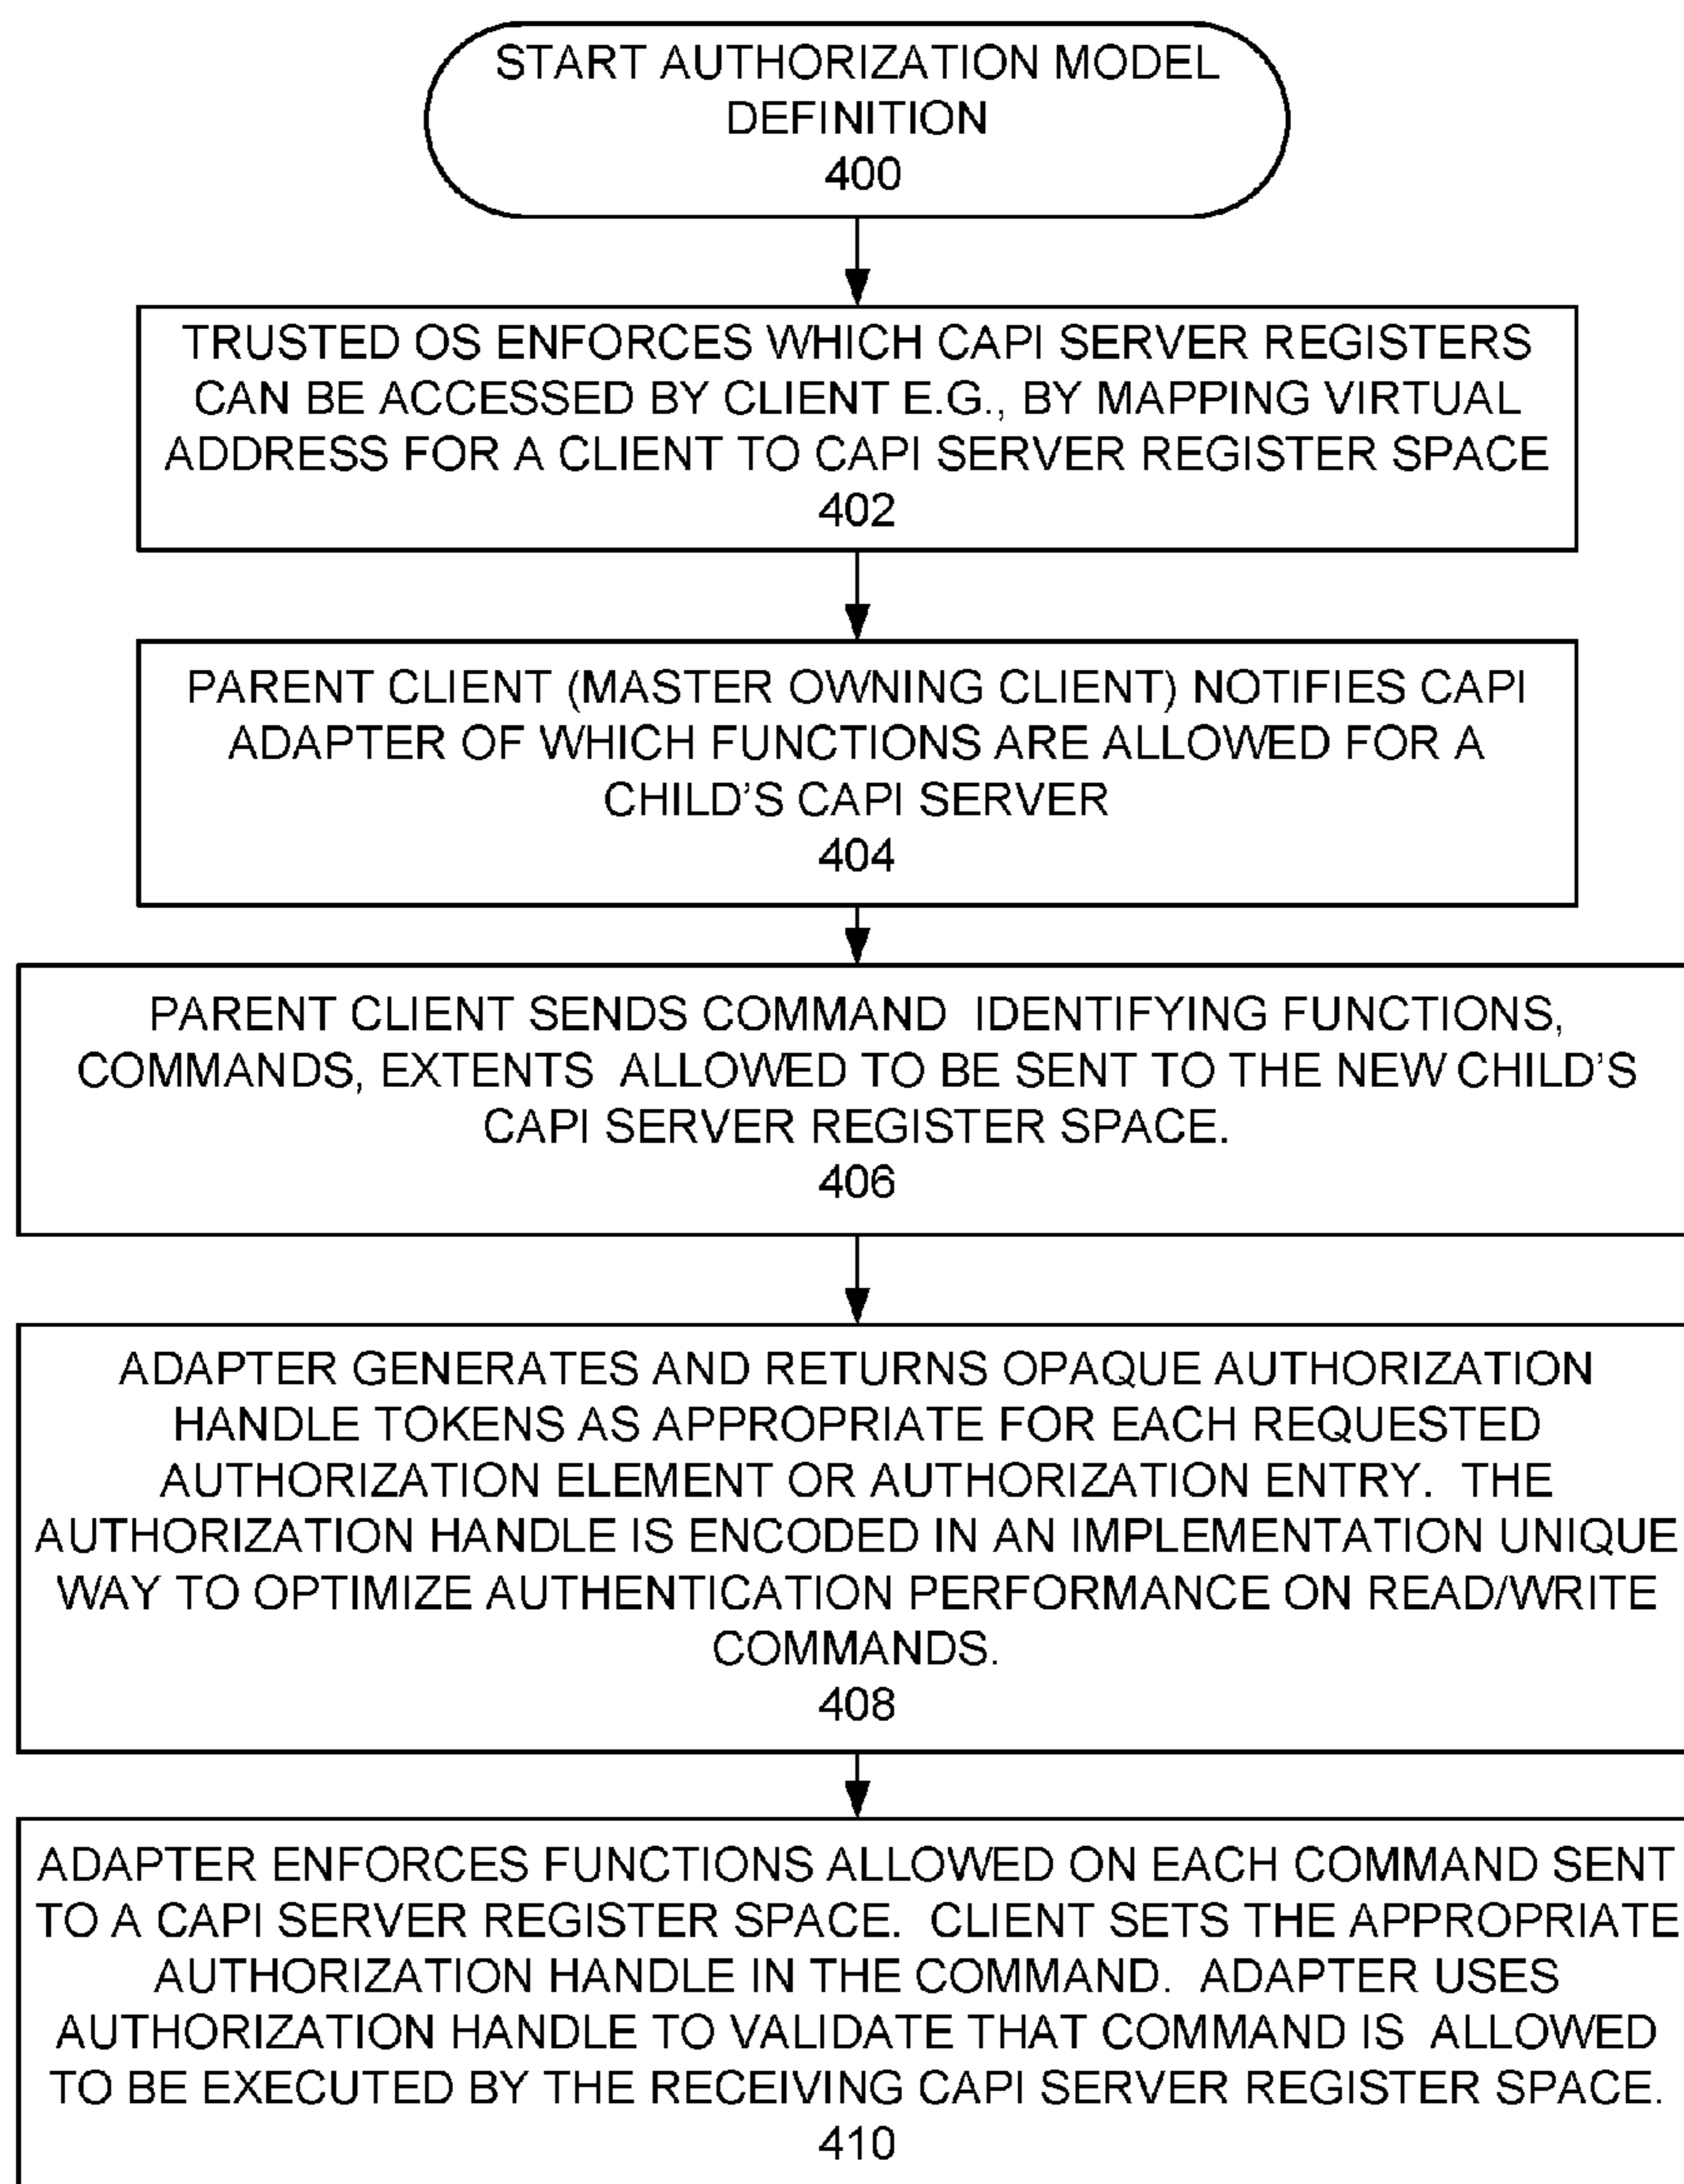 START AUTHORIZATION MODEL
DEFINITION
400
TRUSTED OS ENFORCES WHICH CAPI SERVER REGISTERS
CAN BE ACCESSED BY CLIENT E.G., BY MAPPING VIRTUAL
ADDRESS FOR A CLIENT TO CAPI SERVER REGISTER SPACE
402
PARENT CLIENT (MASTER OWNING CLIENT) NOTIFIES CAPI
ADAPTER OF WHICH FUNCTIONS ARE ALLOWED FOR A
CHILD'S CAPI SERVER
404
PARENT CLIENT SENDS COMMAND IDENTIFYING FUNCTIONS,
COMMANDS, EXTENTS ALLOWED TO BE SENT TO THE NEW CHILD'S
CAPI SERVER REGISTER SPACE.
406
ADAPTER GENERATES AND RETURNS OPAQUE AUTHORIZATION
HANDLE TOKENS AS APPROPRIATE FOR EACH REQUESTED
AUTHORIZATION ELEMENT OR AUTHORIZATION ENTRY. THE
AUTHORIZATION HANDLE IS ENCODED IN AN IMPLEMENTATION UNIQUE
WAY TO OPTIMIZE AUTHENTICATION PERFORMANCE ON READ/WRITE
COMMANDS.
408
ADAPTER ENFORCES FUNCTIONS ALLOWED ON EACH COMMAND SENT
TO A CAPI SERVER REGISTER SPACE. CLIENT SETS THE APPROPRIATE
AUTHORIZATION HANDLE IN THE COMMAND. ADAPTER USES
AUTHORIZATION HANDLE TO VALIDATE THAT COMMAND IS ALLOWED
TO BE EXECUTED BY THE RECEIVING CAPI SERVER REGISTER SPACE.
410